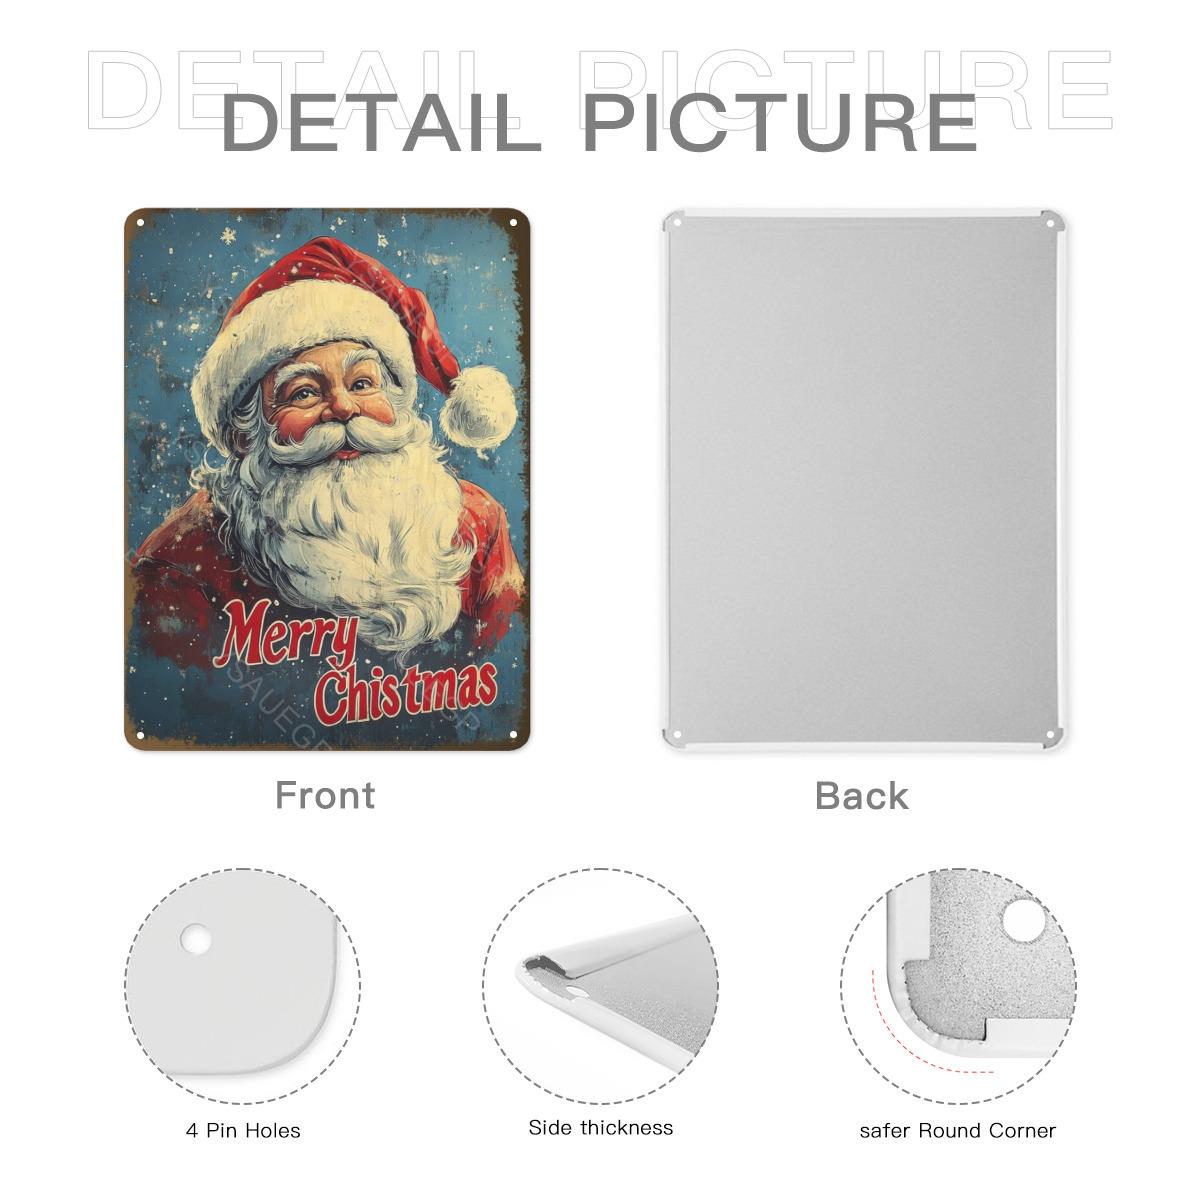 DETAIL PICTURE
DETAIL PICTURE
Merry
Chistmas
Front
Back
4 Pin Holes
Side thickness
safer Round Corner